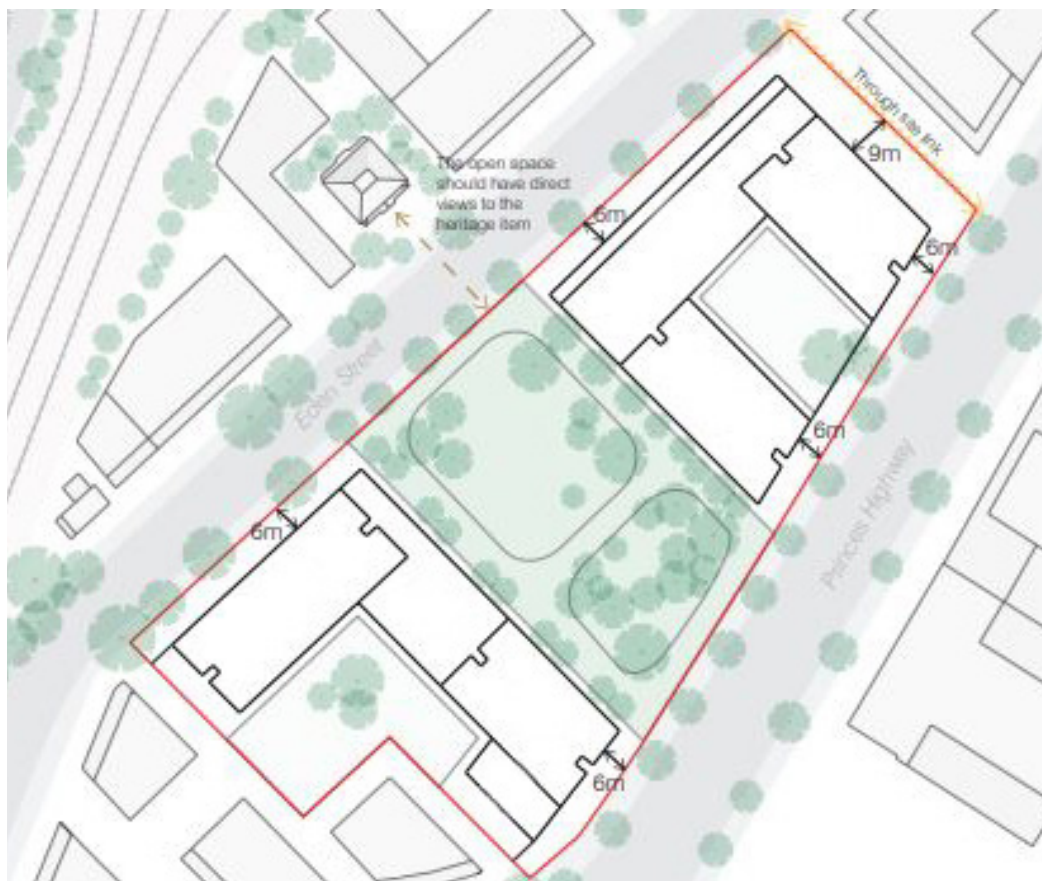 Through site link
9m
The open space
should have direct
views to the
heritage item
6m
6m
Eden Street
6m
Princes Highway
6m
6m